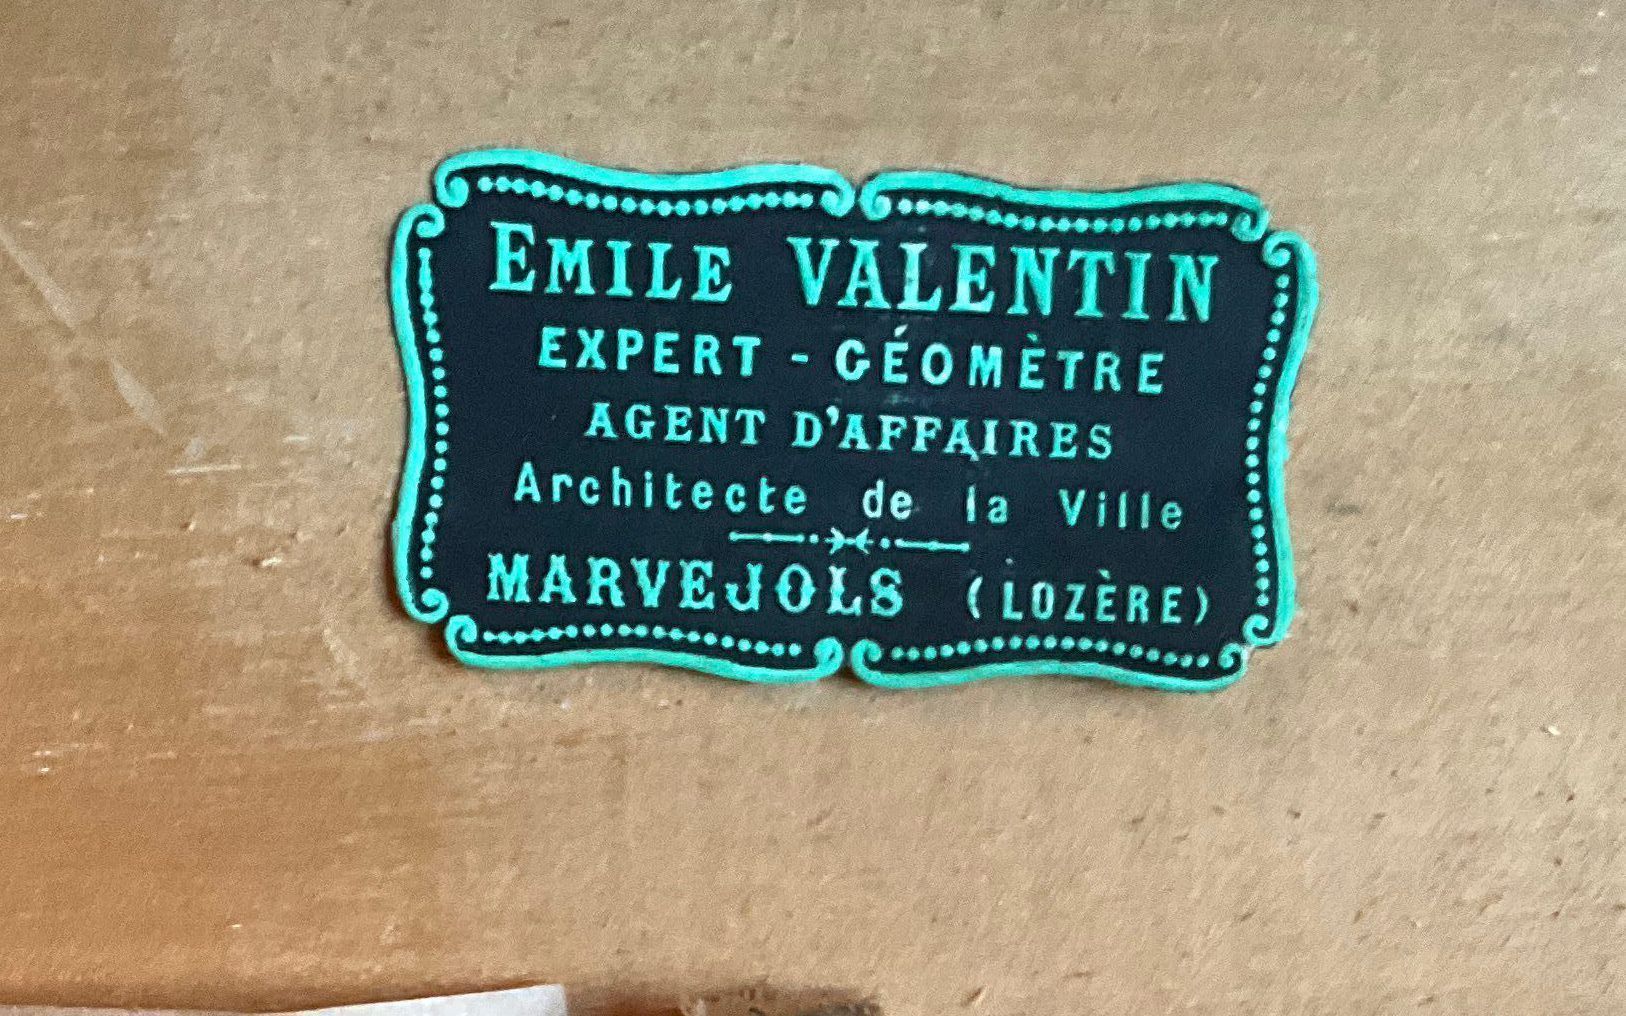 EMILE VALENTIN
EXPERT - GÉOMÈTRE
AGENT D'AFFAIRES
Architecte de la Ville
MARVEJOLS (LOZÈRE)